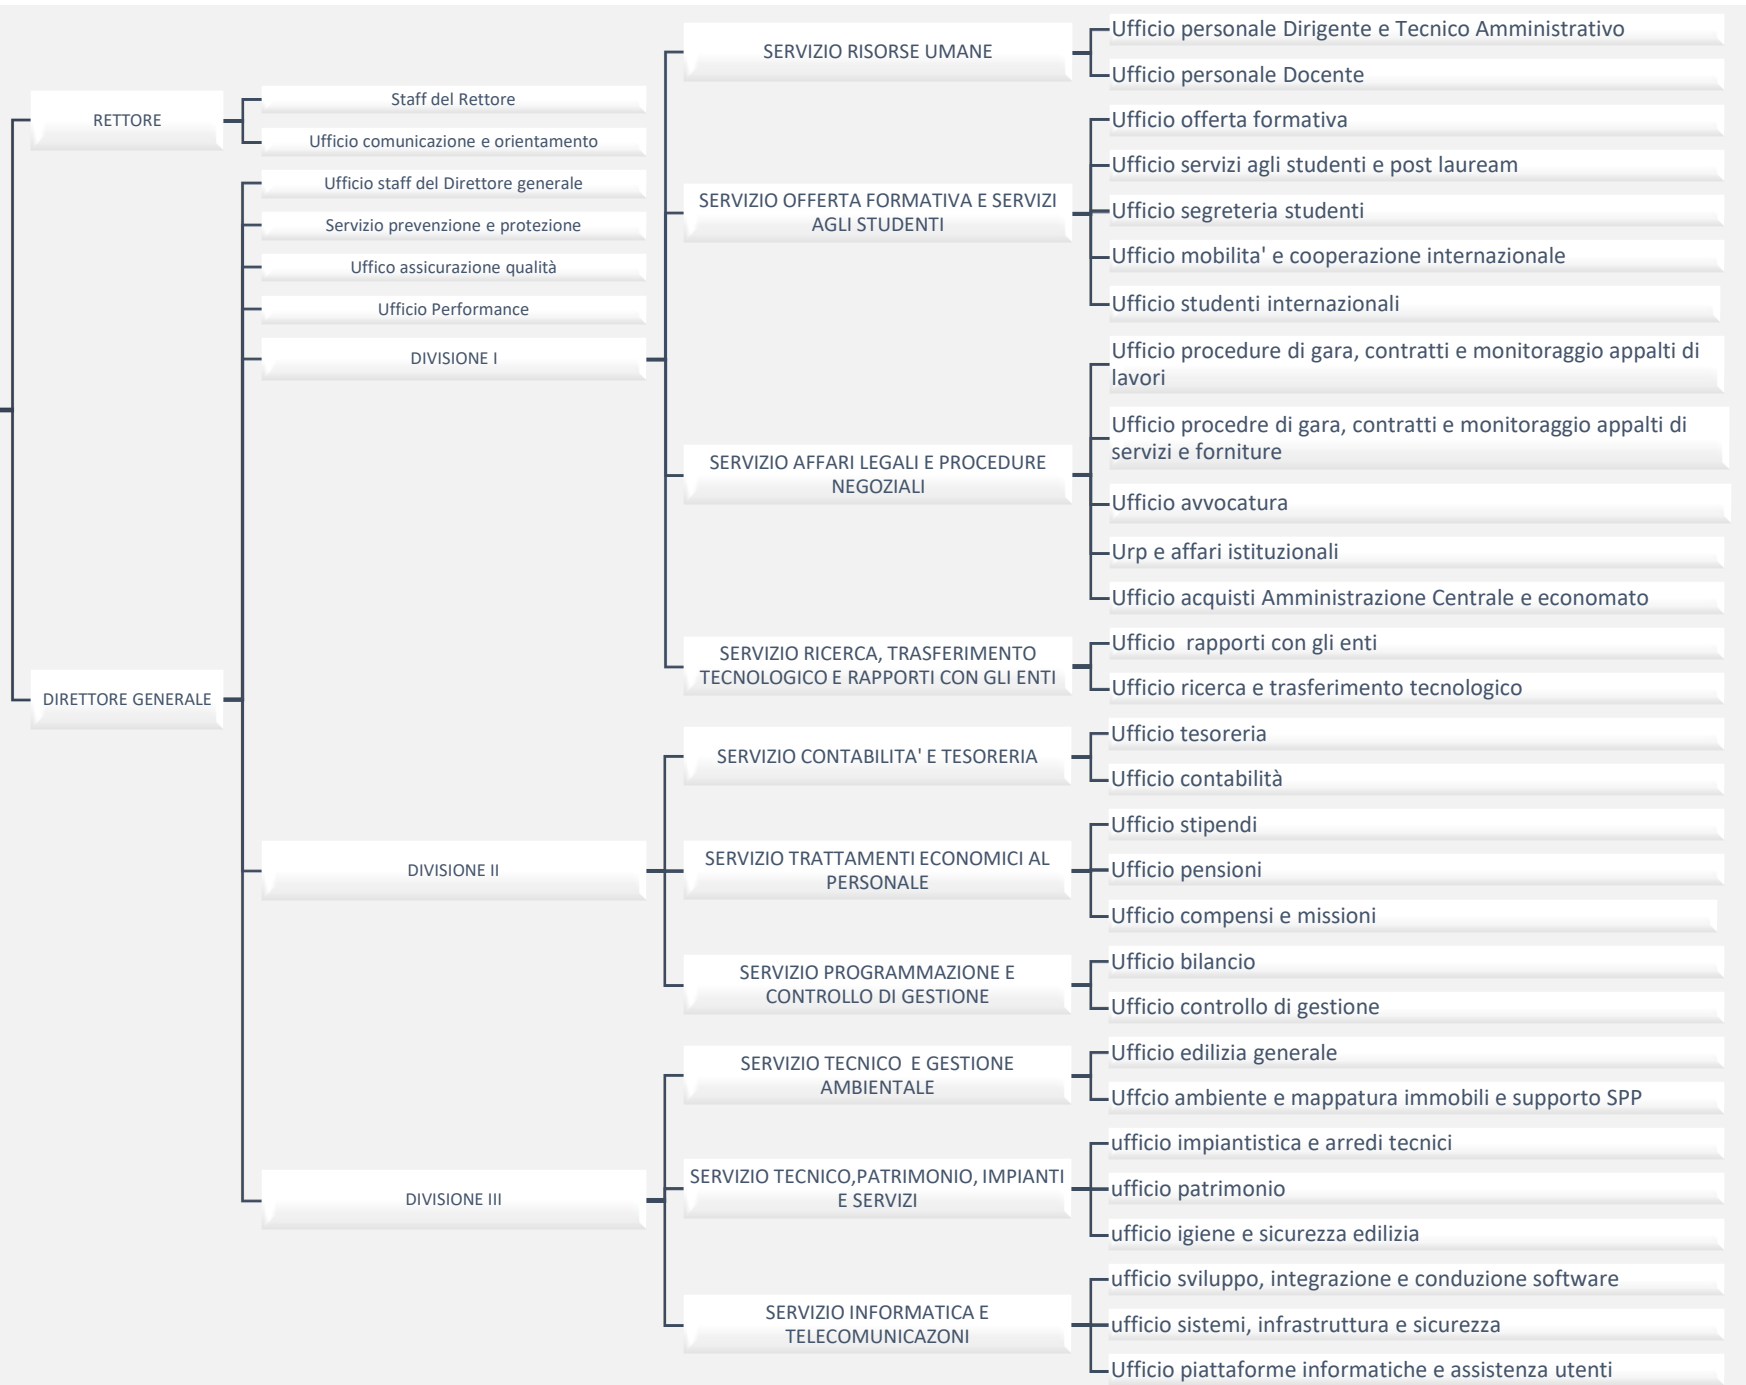 RETTORE
Staff del Rettore
Ufficio comunicazione e orientamento
DIRETTORE GENERALE
Ufficio staff del Direttore generale
Servizio prevenzione e protezione
Uffico assicurazione qualità
Ufficio Performance
DIVISIONE I
SERVIZIO RISORSE UMANE
Ufficio personale Dirigente e Tecnico Amministrativo
Ufficio personale Docente
SERVIZIO OFFERTA FORMATIVA E SERVIZI
AGLI STUDENTI
Ufficio offerta formativa
Ufficio servizi agli studenti e post lauream
Ufficio segreteria studenti
Ufficio mobilita' e cooperazione internazionale
Ufficio studenti internazionali
SERVIZIO AFFARI LEGALI E PROCEDURE
NEGOZIALI
Ufficio procedure di gara, contratti e monitoraggio appalti di
lavori
Ufficio procedre di gara, contratti e monitoraggio appalti di
servizi e forniture
Ufficio avvocatura
Urp e affari istituzionali
Ufficio acquisti Amministrazione Centrale e economato
SERVIZIO RICERCA, TRASFERIMENTO
TECNOLOGICO E RAPPORTI CON GLI ENTI
Ufficio  rapporti con gli enti
Ufficio ricerca e trasferimento tecnologico
DIVISIONE II
SERVIZIO CONTABILITA' E TESORERIA
Ufficio tesoreria
Ufficio contabilità
SERVIZIO TRATTAMENTI ECONOMICI AL
PERSONALE
Ufficio stipendi
Ufficio pensioni
Ufficio compensi e missioni
SERVIZIO PROGRAMMAZIONE E
CONTROLLO DI GESTIONE
Ufficio bilancio
Ufficio controllo di gestione
DIVISIONE III
SERVIZIO TECNICO  E GESTIONE
AMBIENTALE
Ufficio edilizia generale
Uffcio ambiente e mappatura immobili e supporto SPP
SERVIZIO TECNICO,PATRIMONIO, IMPIANTI
E SERVIZI
ufficio impiantistica e arredi tecnici
ufficio patrimonio
ufficio igiene e sicurezza edilizia
SERVIZIO INFORMATICA E
TELECOMUNICAZONI
ufficio sviluppo, integrazione e conduzione software
ufficio sistemi, infrastruttura e sicurezza
Ufficio piattaforme informatiche e assistenza utenti